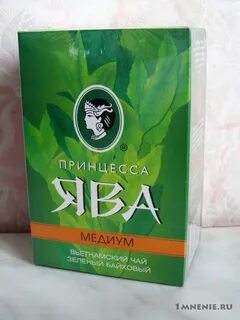 ПРИНЦЕССА
ЯВА
МЕДИУМ
ВЬЕТНАМСКИЙ ЧАЙ
ЗЕЛЕНЫЙ БАЙХОВЫЙ
1MNENIE.RU